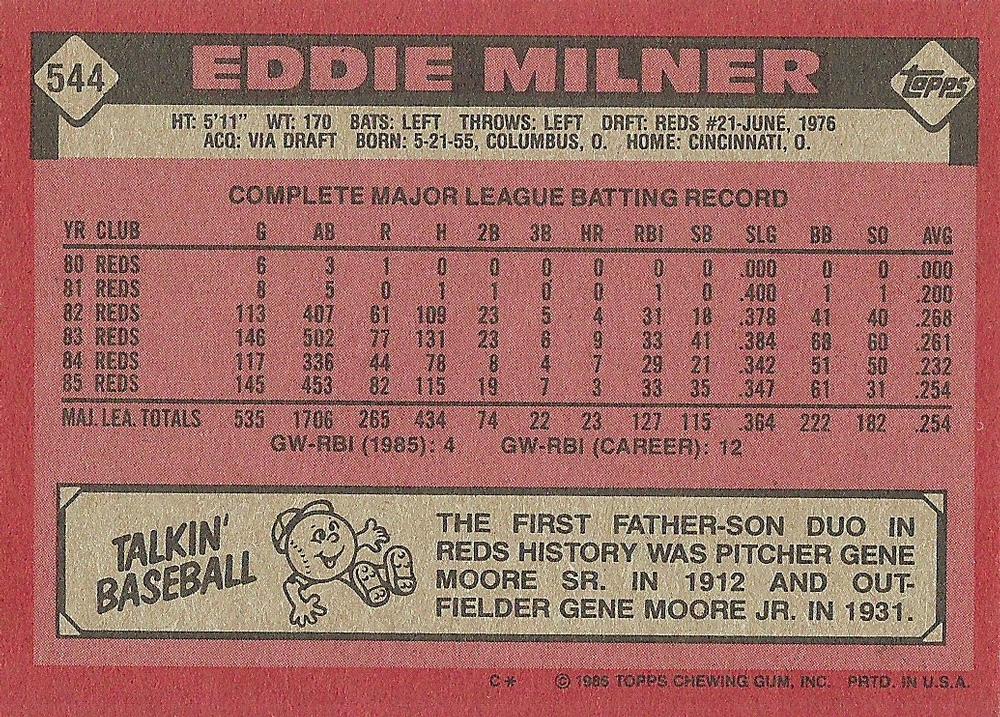 544
EDDIE MILNER
TOPPS
HT: 5'11" WT: 170 BATS: LEFT THROWS: LEFT DRFT: REDS #21-JUNE, 1976
ACQ: VIA DRAFT BORN: 5-21-55, COLUMBUS, O. HOME: CINCINNATI, O.
COMPLETE MAJOR LEAGUE BATTING RECORD
YR CLUB G AB R H 2B 3B HR RBI SB SLG BB SO AVG
80 REDS 6 3 1 0 0 0 0 0 0 .000 0 0 .000
81 REDS 8 5 0 1 1 0 0 1 0 .400 1 1 .200
82 REDS 113 407 61 109 23 5 4 31 18 .378 41 40 .268
83 REDS 146 502 77 131 23 6 9 33 41 .384 68 60 .261
84 REDS 117 336 44 78 8 4 7 29 21 .342 51 50 .232
85 REDS 145 453 82 115 19 7 3 33 35 .347 61 31 .254
MAJ. LEA. TOTALS 535 1706 265 434 74 22 23 127 115 .364 222 182 .254
GW-RBI (1985): 4 GW-RBI (CAREER): 12
TALKIN'
BASEBALL
THE FIRST FATHER-SON DUO IN
REDS HISTORY WAS PITCHER GENE
MOORE SR. IN 1912 AND OUT-
FIELDER GENE MOORE JR. IN 1931.
C* © 1986 TOPPS CHEWING GUM, INC. PRTD. IN U.S.A.